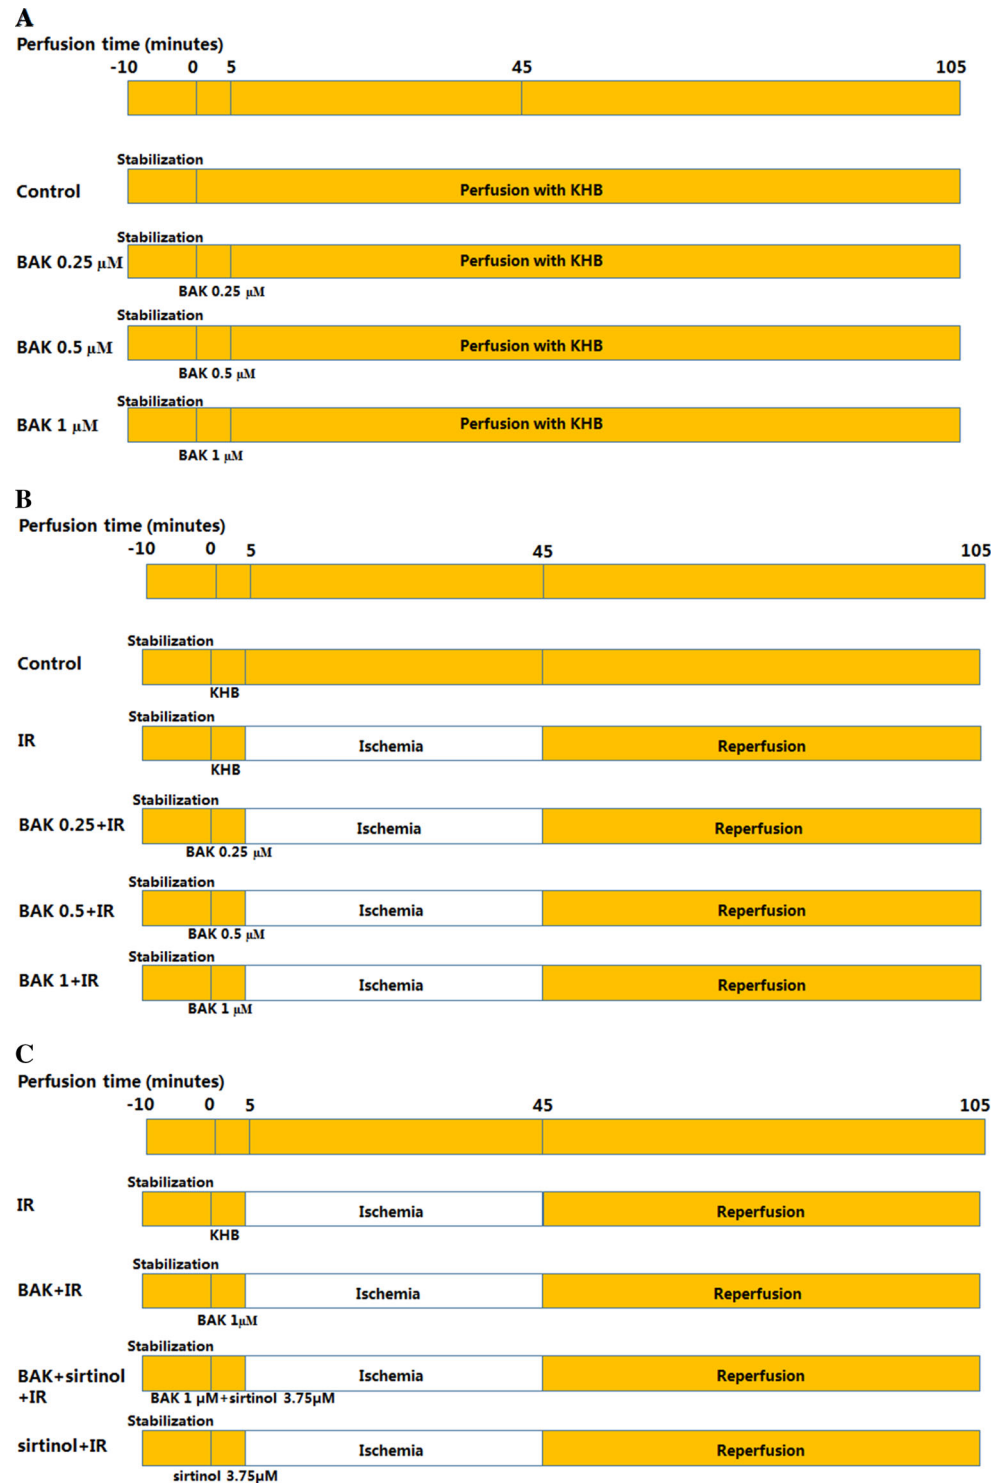 A
Perfusion time (minutes)
-10 0 5 45 105
Stabilization
Control Perfusion with KHB
Stabilization
BAK 0.25 µM Perfusion with KHB
BAK 0.25 µM
Stabilization
BAK 0.5 µM Perfusion with KHB
BAK 0.5 µM
Stabilization
BAK 1 µM Perfusion with KHB
BAK 1 µM
B
Perfusion time (minutes)
-10 0 5 45 105
Stabilization
Control
KHB
Stabilization
IR Ischemia Reperfusion
KHB
Stabilization
BAK 0.25+IR Ischemia Reperfusion
BAK 0.25 µM
Stabilization
BAK 0.5+IR Ischemia Reperfusion
BAK 0.5 µM
Stabilization
BAK 1+IR Ischemia Reperfusion
BAK 1 µM
C
Perfusion time (minutes)
-10 0 5 45 105
Stabilization
IR Ischemia Reperfusion
KHB
Stabilization
BAK+IR Ischemia Reperfusion
BAK 1µM
Stabilization
BAK+sirtinol Ischemia Reperfusion
+IR BAK 1 µM+sirtinol 3.75µM
Stabilization
sirtinol+IR Ischemia Reperfusion
sirtinol 3.75µM